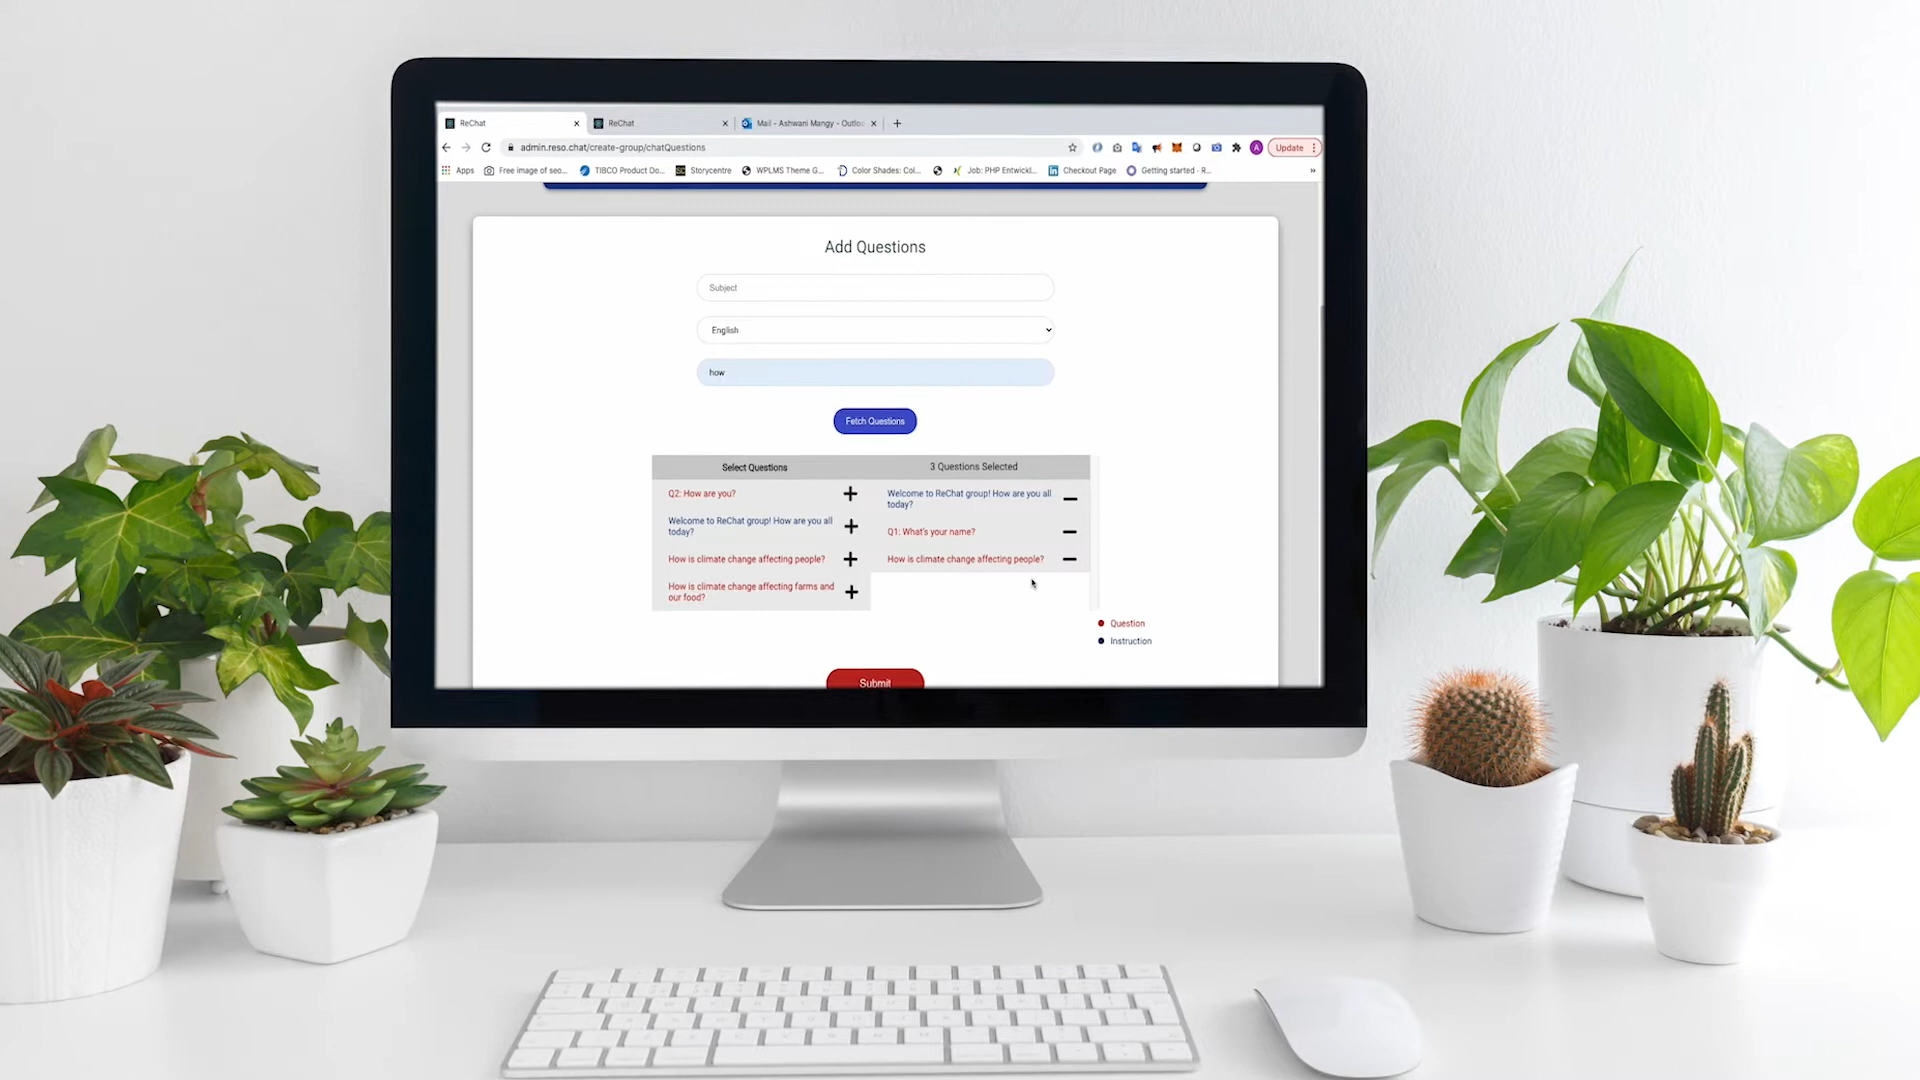 ReChat
ReChat
Mail - Ashwani Mangy - Outloo
admin.reso.chat/create-group/chatQuestions
A
Update
Apps
Free image of seo...
TIBCO Product Do...
SC
Storycentre
WPLMS Theme G...
Color Shades: Col...
Job: PHP Entwickl...
in
Checkout Page
Getting started - R...
»
Add Questions
Subject
English
how
Fetch Questions
Select Questions
3 Questions Selected
Q2: How are you?
Welcome to ReChat group! How are you all
today?
How is climate change affecting people?
How is climate change affecting farms and
our food?
Welcome to ReChat group! How are you all
today?
Q1: What's your name?
How is climate change affecting people?
Question
Instruction
Submit